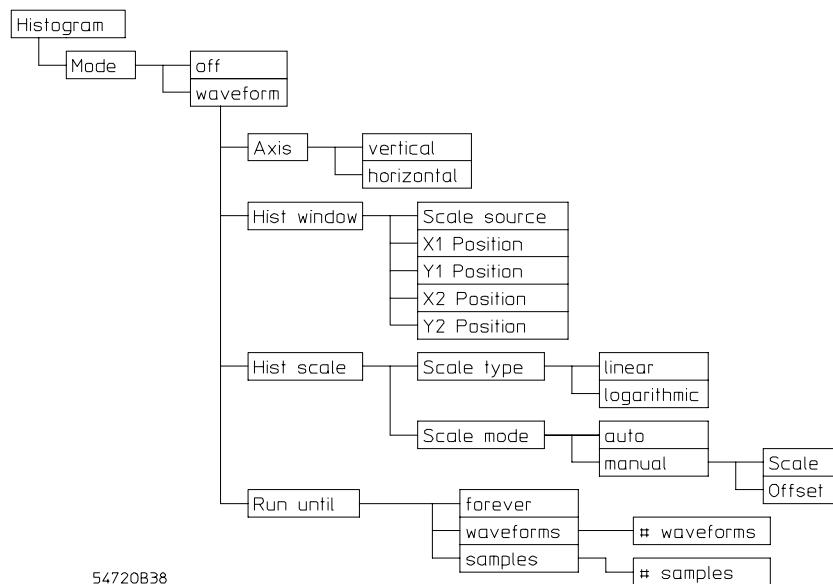 Histogram
Mode
off
waveform
Axis
vertical
horizontal
Hist window
Scale source
X1 Position
Y1 Position
X2 Position
Y2 Position
Hist scale
Scale type
linear
logarithmic
Scale mode
auto
manual
Scale
Offset
Run until
forever
waveforms
# waveforms
samples
# samples
54720B38